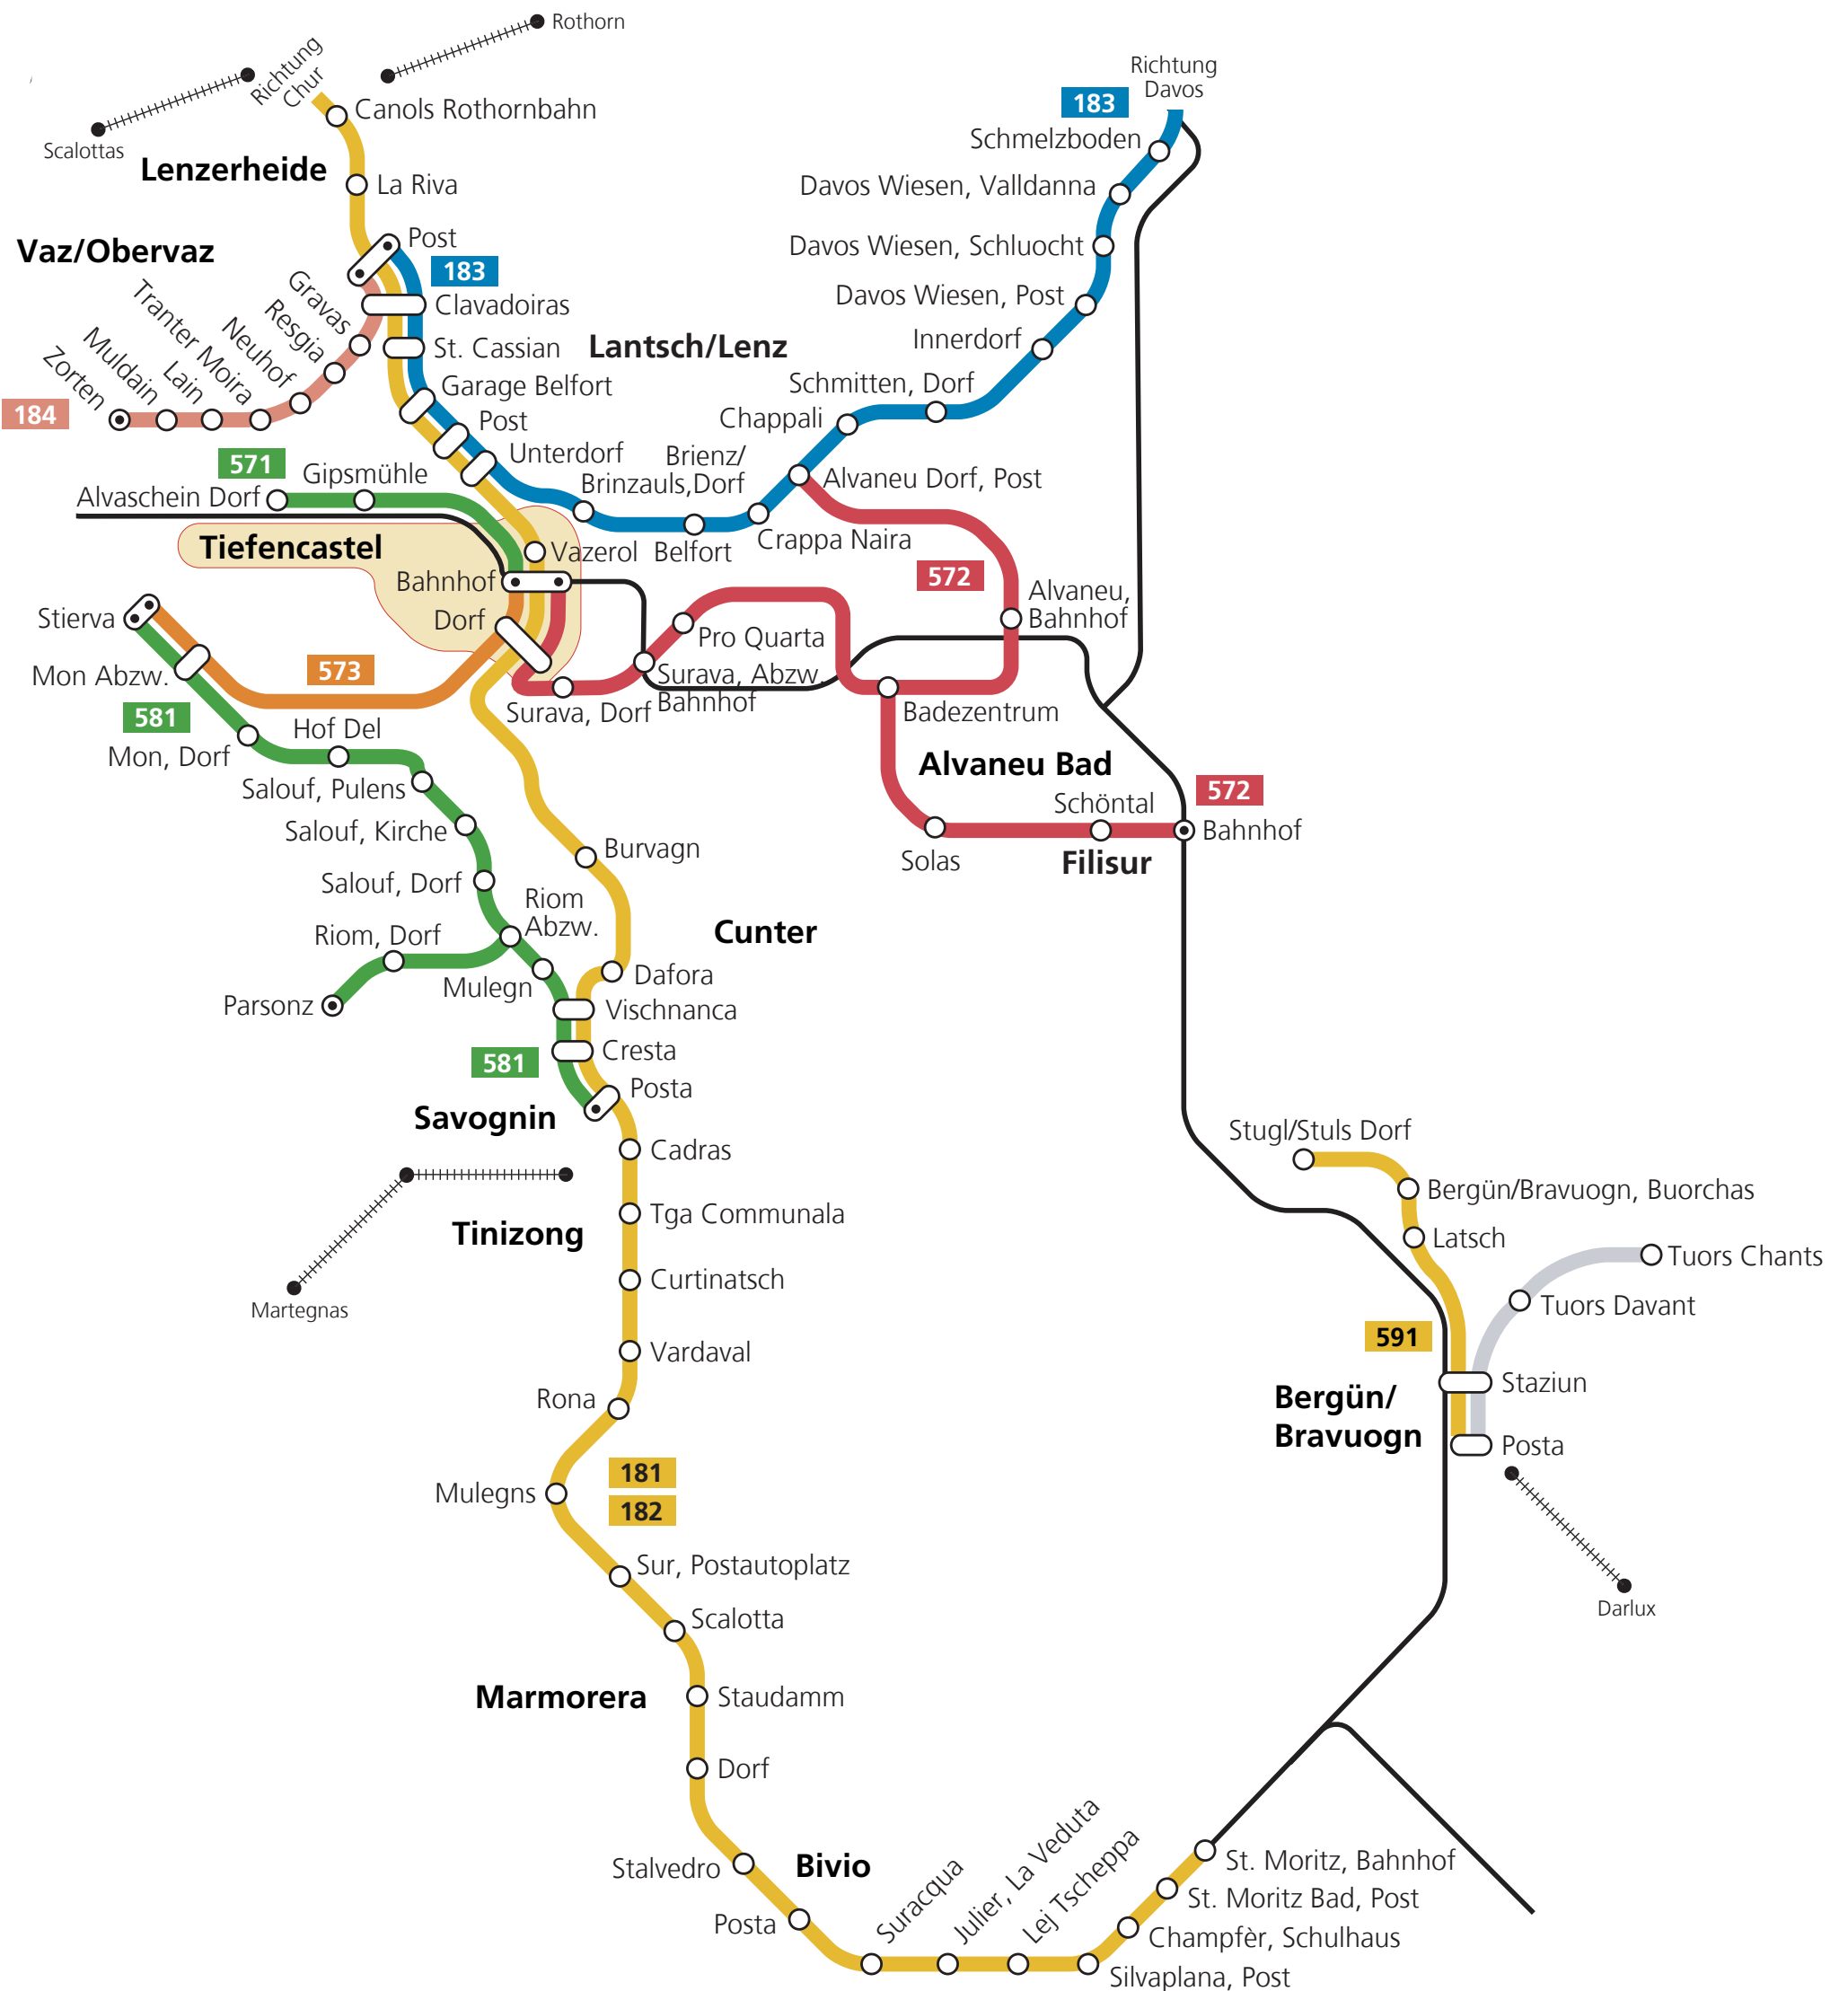 Rothorn
Richtung
Chur
Scalottas
Canols Rothornbahn
Lenzerheide
La Riva
Vaz/Obervaz
Post
183
Clavadoiras
St. Cassian
Lantsch/Lenz
Garage Belfort
Post
Unterdorf
Gravas
Resgia
Neuhof
Tranter Moira
Lain
Muldain
Zorten
184
Richtung
Davos
183
Schmelzboden
Davos Wiesen, Valldanna
Davos Wiesen, Schluocht
Davos Wiesen, Post
Innerdorf
Schmitten, Dorf
Chappali
Alvaneu Dorf, Post
Brienz/
Brinzauls,Dorf
Crappa Naira
Belfort
571
Gipsmühle
Alvaschein Dorf
Tiefencastel
Vazerol
Bahnhof
Dorf
Stierva
Mon Abzw.
573
581
Mon, Dorf
Hof Del
Salouf, Pulens
Salouf, Kirche
Salouf, Dorf
Riom
Abzw.
Riom, Dorf
Parsonz
Mulegn
572
Alvaneu,
Bahnhof
Pro Quarta
Surava, Abzw.
Bahnhof
Surava, Dorf
Badezentrum
Alvaneu Bad
572
Schöntal
Bahnhof
Solas
Filisur
Burvagn
Cunter
Dafora
Vischnanca
Cresta
581
Posta
Savognin
Cadras
Tga Communala
Tinizong
Curtinatsch
Martegnas
Vardaval
Rona
181
182
Mulegns
Sur, Postautoplatz
Scalotta
Marmorera
Staudamm
Dorf
Stalvedro
Bivio
Posta
Suracqua
Julier, La Veduta
Lej Tscheppa
St. Moritz, Bahnhof
St. Moritz Bad, Post
Champfèr, Schulhaus
Silvaplana, Post
Stugl/Stuls Dorf
Bergün/Bravuogn, Buorchas
Latsch
Tuors Chants
Tuors Davant
591
Staziun
Bergün/
Bravuogn
Posta
Darlux